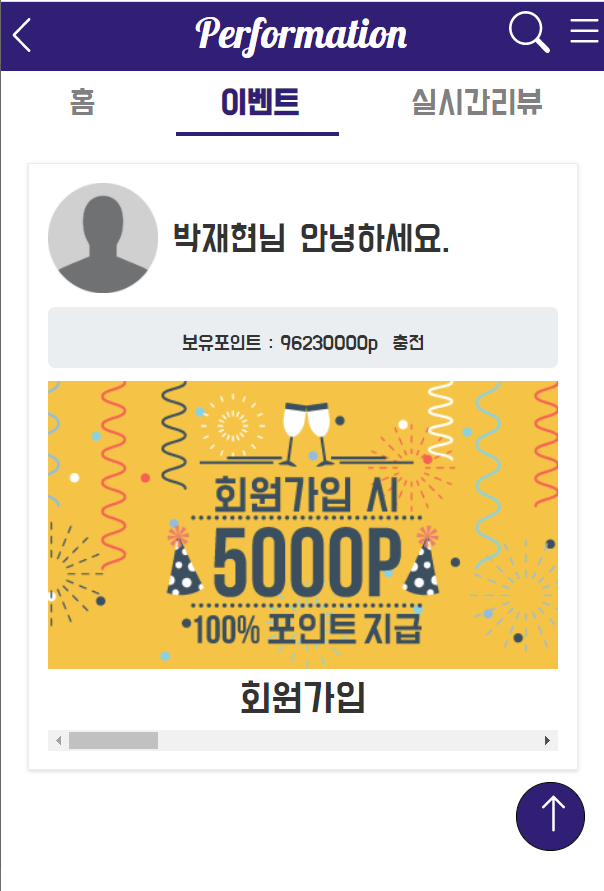 Performation
홈 이벤트 실시간리뷰
박재현님 안녕하세요.
보유포인트 : 96230000p 충전
회원가입 시
5000P
100% 포인트 지급
회원가입